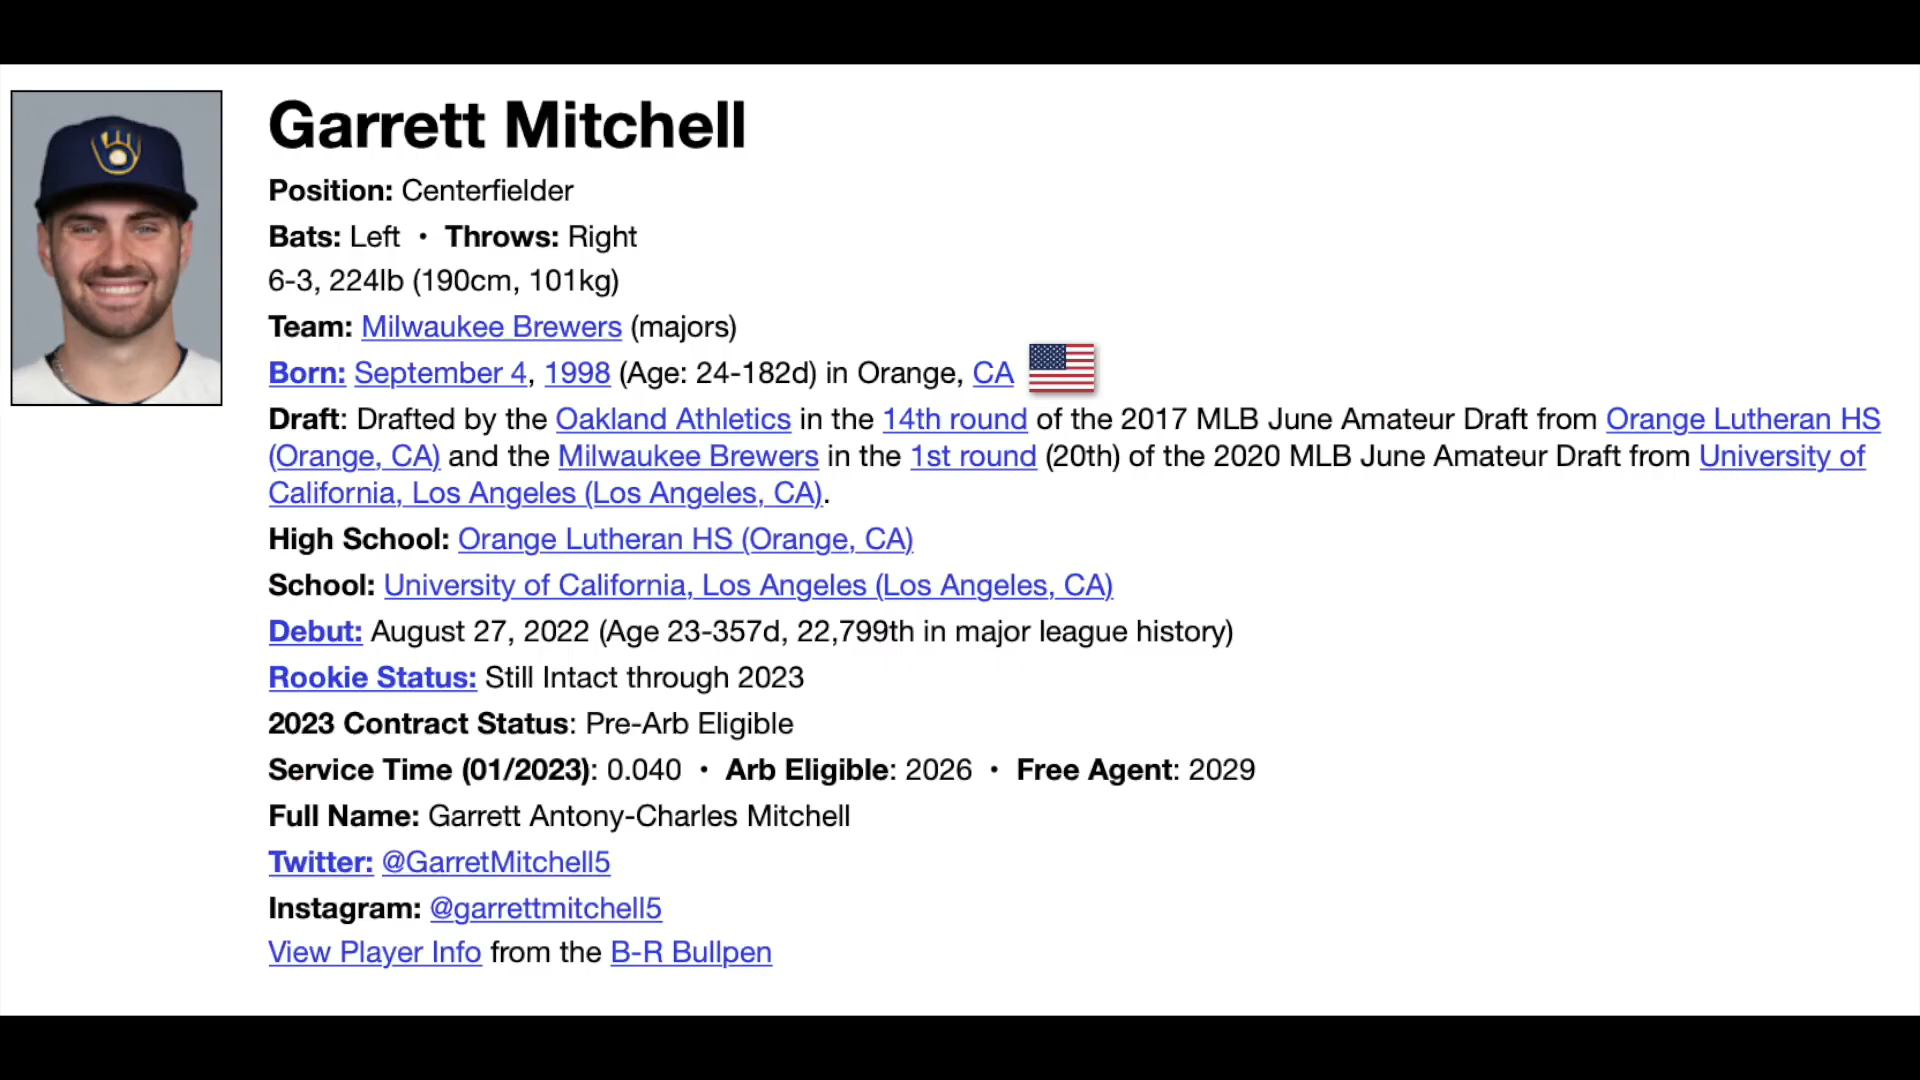 Garrett Mitchell
Position: Centerfielder
Bats: Left • Throws: Right
6-3, 224lb (190cm, 101kg)
Team: Milwaukee Brewers (majors)
Born: September 4, 1998 (Age: 24-182d) in Orange, CA
Draft: Drafted by the Oakland Athletics in the 14th round of the 2017 MLB June Amateur Draft from Orange Lutheran HS
(Orange, CA) and the Milwaukee Brewers in the 1st round (20th) of the 2020 MLB June Amateur Draft from University of
California, Los Angeles (Los Angeles, CA).
High School: Orange Lutheran HS (Orange, CA)
School: University of California, Los Angeles (Los Angeles, CA)
Debut: August 27, 2022 (Age 23-357d, 22,799th in major league history)
Rookie Status: Still Intact through 2023
2023 Contract Status: Pre-Arb Eligible
Service Time (01/2023): 0.040 • Arb Eligible: 2026 • Free Agent: 2029
Full Name: Garrett Antony-Charles Mitchell
Twitter: @GarretMitchell5
Instagram: @garrettmitchell5
View Player Info from the B-R Bullpen